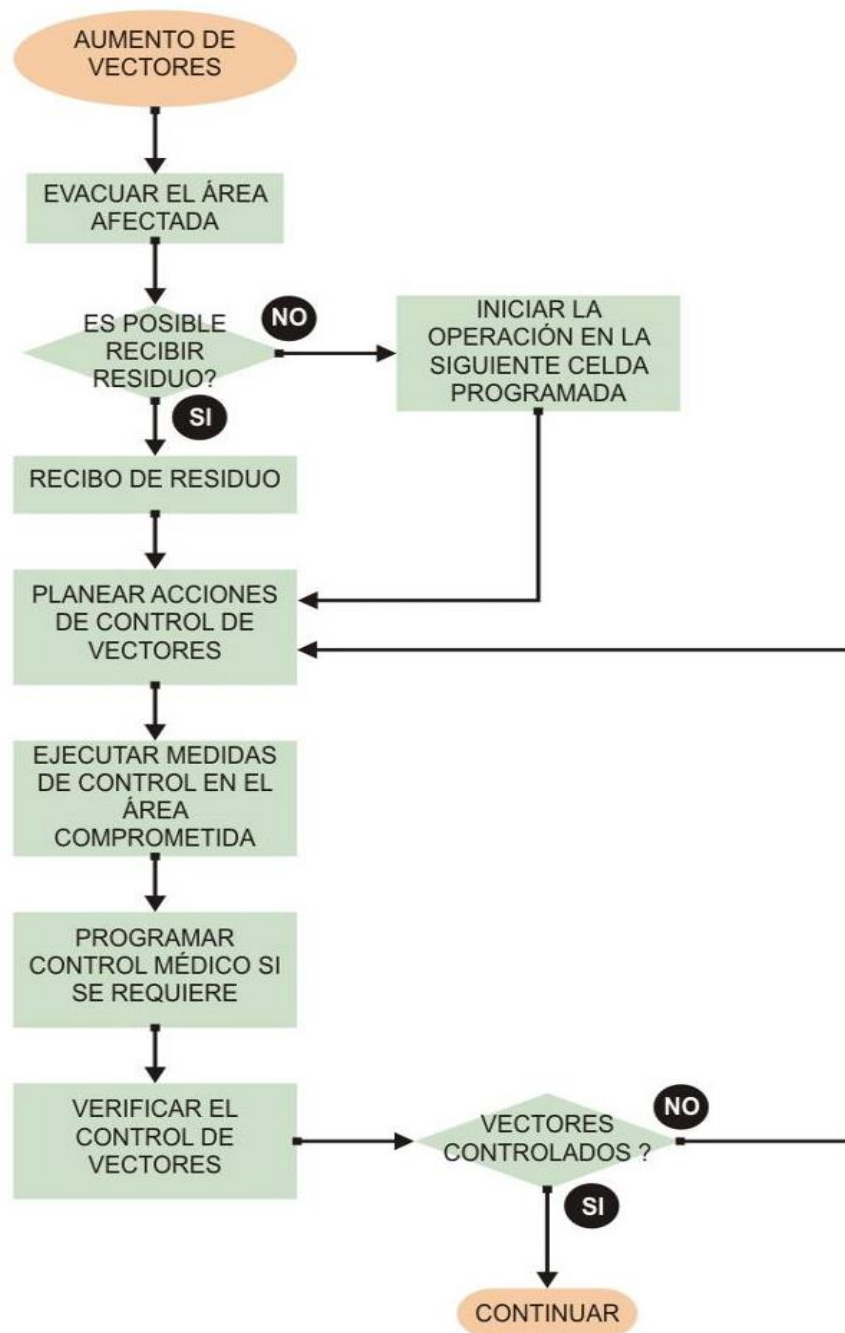 AUMENTO DE
VECTORES
EVACUAR EL ÁREA
AFECTADA
ES POSIBLE
RECIBIR
RESIDUO?
NO
INICIAR LA
OPERACIÓN EN LA
SIGUIENTE CELDA
PROGRAMADA
SI
RECIBO DE RESIDUO
PLANEAR ACCIONES
DE CONTROL DE
VECTORES
EJECUTAR MEDIDAS
DE CONTROL EN EL
ÁREA
COMPROMETIDA
PROGRAMAR
CONTROL MÉDICO SI
SE REQUIERE
VERIFICAR EL
CONTROL DE
VECTORES
VECTORES
CONTROLADOS ?
NO
SI
CONTINUAR